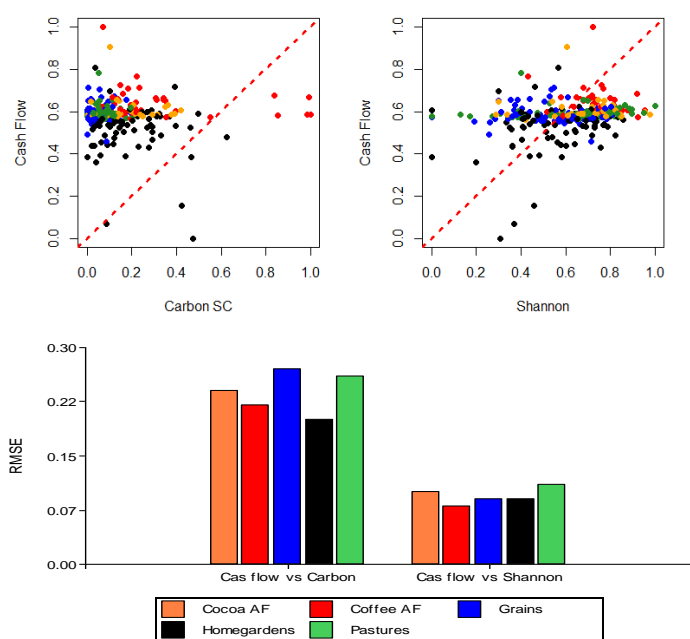 0.0 0.2 0.4 0.6 0.8 1.0
Cash Flow
0.0 0.2 0.4 0.6 0.8 1.0
Carbon SC
0.0 0.2 0.4 0.6 0.8 1.0
Cash Flow
0.0 0.2 0.4 0.6 0.8 1.0
Shannon
0.30
0.22
0.15
0.07
0.00
RMSE
Cas flow vs Carbon
Cas flow vs Shannon
Cocoa AF
Coffee AF
Grains
Homegardens
Pastures